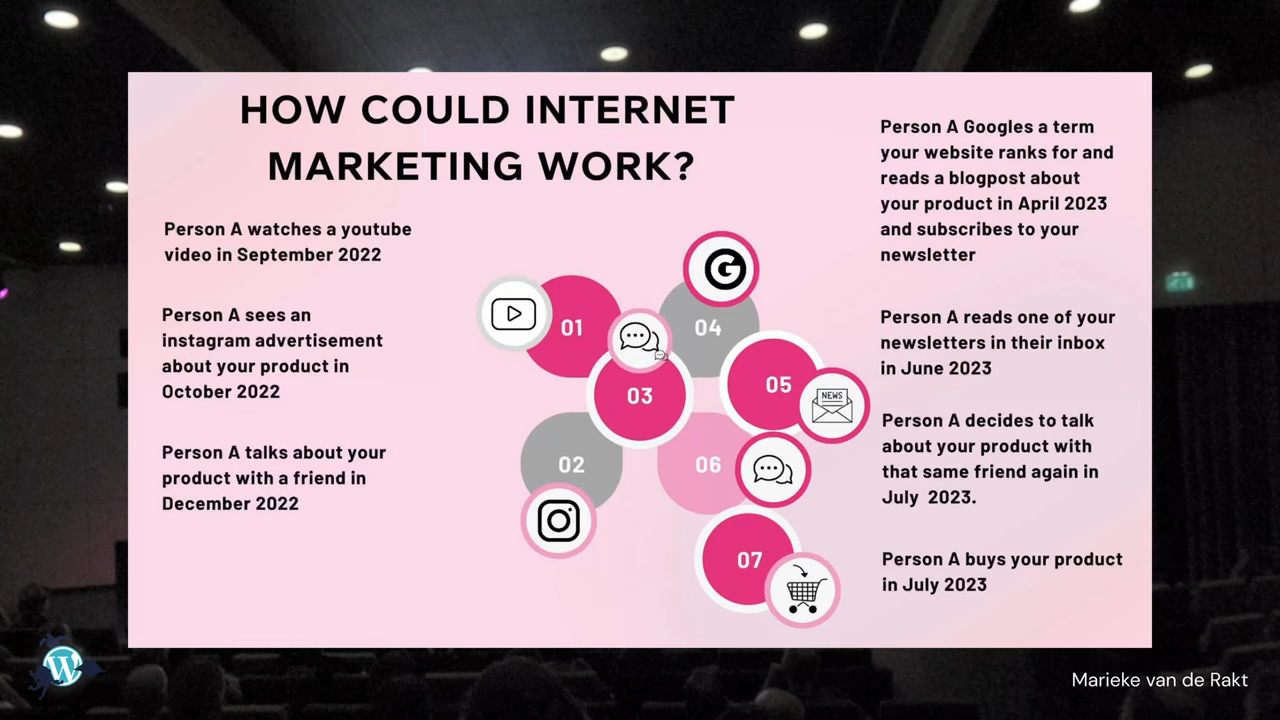 HOW COULD INTERNET
MARKETING WORK?
Person A watches a youtube
video in September 2022
Person A sees an
instagram advertisement
about your product in
October 2022
Person A talks about your
product with a friend in
December 2022
01
02
03
04
05
NEWS
06
07
Person A Googles a term
your website ranks for and
reads a blogpost about
your product in April 2023
and subscribes to your
newsletter
Person A reads one of your
newsletters in their inbox
in June 2023
Person A decides to talk
about your product with
that same friend again in
July 2023.
Person A buys your product
in July 2023
G
W
Marieke van de Rakt